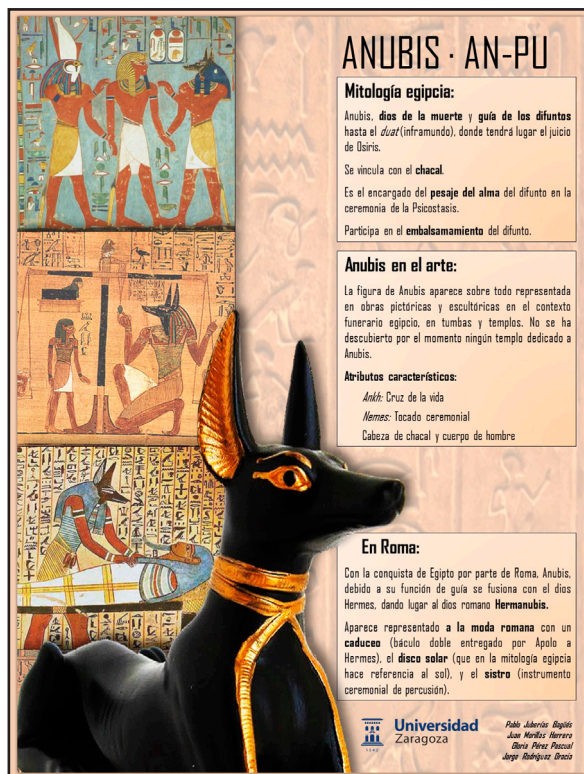 ANUBIS · AN-PU
Mitología egipcia:
Anubis, dios de la muerte y guía de los difuntos
hasta el duat (inframundo), donde tendrá lugar el juicio
de Osiris.
Se vincula con el chacal.
Es el encargado del pesaje del alma del difunto en la
ceremonia de la Psicostasis.
Participa en el embalsamamiento del difunto.
Anubis en el arte:
La figura de Anubis aparece sobre todo representada
en obras pictóricas y escultóricas en el contexto
funerario egipcio, en tumbas y templos. No se ha
descubierto por el momento ningún templo dedicado a
Anubis.
Atributos característicos:
Ankh: Cruz de la vida
Nemes: Tocado ceremonial
Cabeza de chacal y cuerpo de hombre
En Roma:
Con la conquista de Egipto por parte de Roma, Anubis,
debido a su función de guía se fusiona con el dios
Hermes, dando lugar al dios romano Hermanubis.
Aparece representado a la moda romana con un
caduceo (báculo doble entregado por Apolo a
Hermes), el disco solar (que en la mitología egipcia
hace referencia al sol), y el sistro (instrumento
ceremonial de percusión).
Universidad
Zaragoza
1542
Pablo Juberías Bagüés
Juan Marillas Herrero
Gloria Pérez Pascual
Jorge Rodríguez Gracia